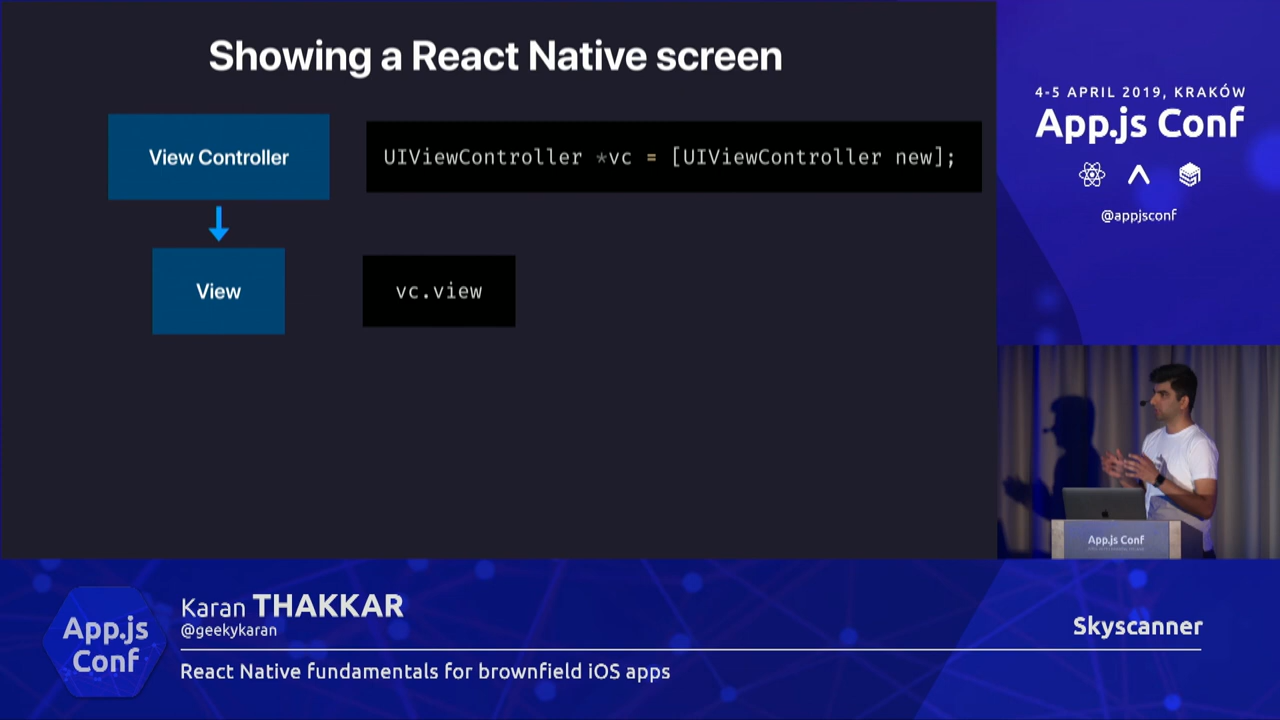 Showing a React Native screen
View Controller
UIViewController *vc = [UIViewController new];
View
vc.view
4-5 APRIL 2019, KRAKÓW
App.js Conf
@appjsconf
App.js Conf
App.js
Conf
Karan THAKKAR
@geekykaran
Skyscanner
React Native fundamentals for brownfield iOS apps